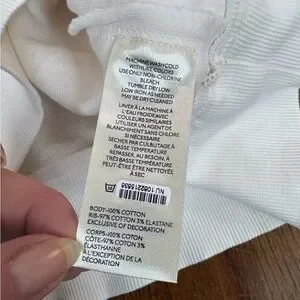 MACHINE WASH COLD
WITH LIKE COLORS
USE ONLY NON-CHLORINE
BLEACH
TUMBLE DRY LOW
LOW IRON AS NEEDED
MAY BE DRY CLEANED
LAVER À LA MACHINE À
L'EAU FROIDE AVEC
COULEURS SIMILAIRES
UTILISER UN AGENT DE
BLANCHIMENT SANS CHLORE
SI NÉCESSAIRE
SÉCHER PAR CULBUTAGE À
BASSE TEMPÉRATURE
REPASSER, AU BESOIN, À
TRÈS BASSE TEMPÉRATURE
PEUT-ÊTRE NETTOYÉ
À SEC
BODY-100% COTTON
RIB-97% COTTON 3% ELASTANE
EXCLUSIVE OF DECORATION
CORPS-100% COTON
CÔTE-97% COTON 3%
ÉLASTHANNE
À L'EXCEPTION DE LA
DÉCORATION